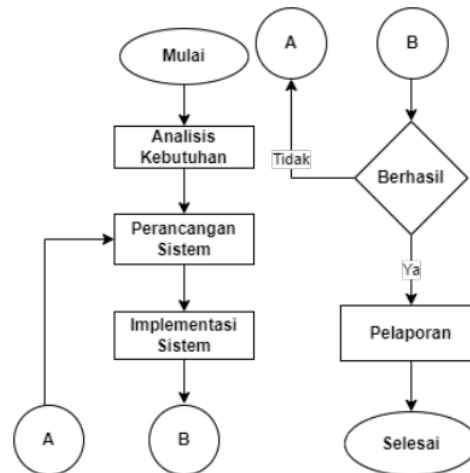 Mulai
Analisis
Kebutuhan
Perancangan
Sistem
Implementasi
Sistem
A
B
A
B
Tidak
Berhasil
Ya
Pelaporan
Selesai